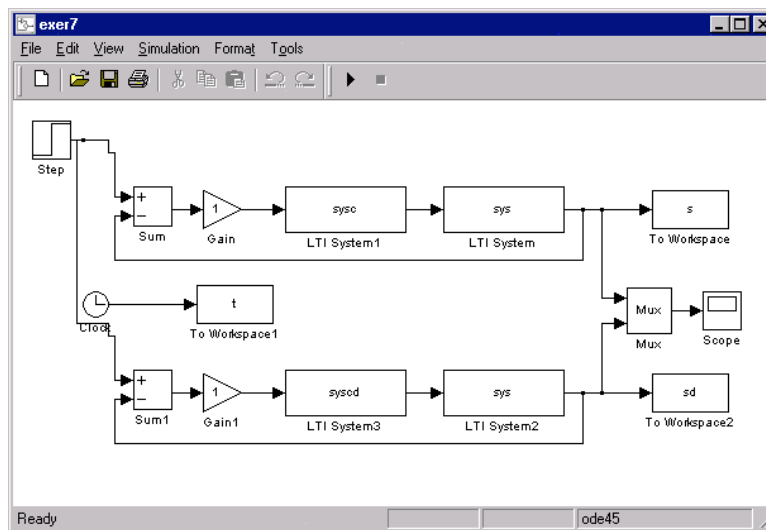 exer7
File Edit View Simulation Format Tools
Step
+
−
Sum
1
Gain
sysc
LTI System1
sys
LTI System
s
To Workspace
Clock
t
To Workspace1
Mux
Mux
Scope
+
−
Sum1
1
Gain1
syscd
LTI System3
sys
LTI System2
sd
To Workspace2
Ready
ode45